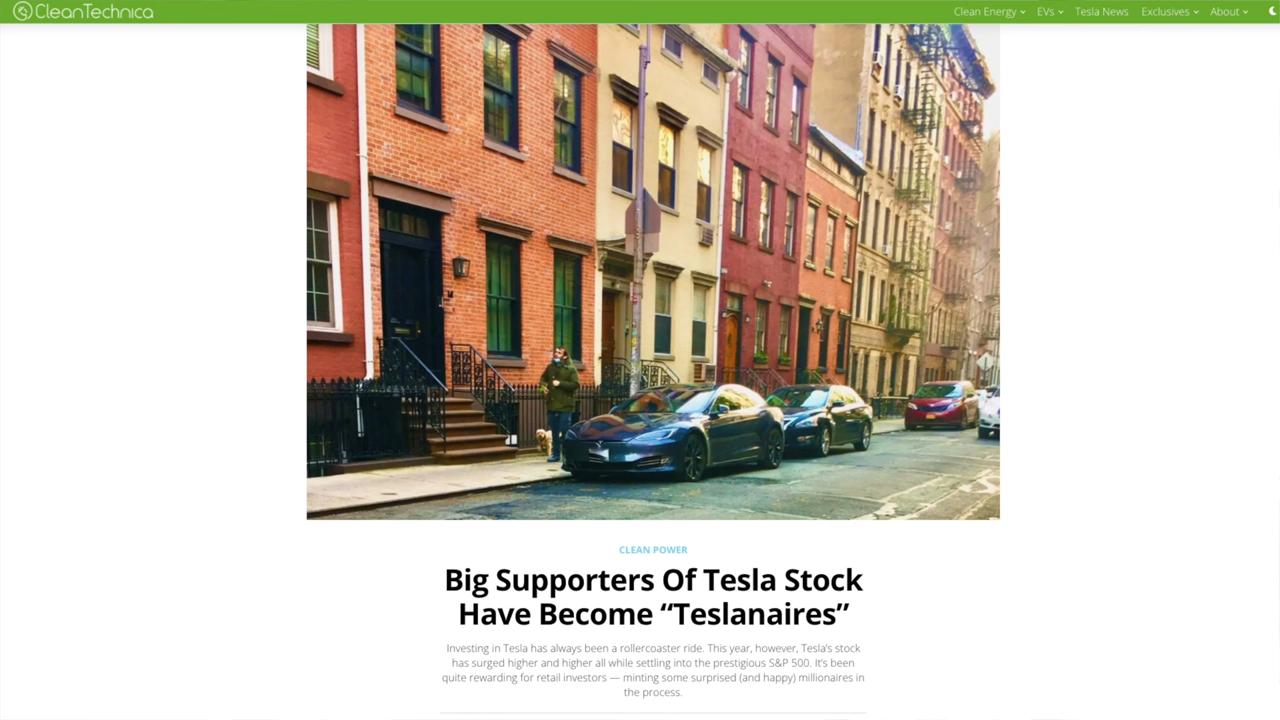 CleanTechnica
Clean Energy EVs Tesla News Exclusives About
CLEAN POWER
Big Supporters Of Tesla Stock
Have Become “Teslanaires”
Investing in Tesla has always been a rollercoaster ride. This year, however, Tesla's stock
has surged higher and higher all while settling into the prestigious S&P 500. It's been
quite rewarding for retail investors — minting some surprised (and happy) millionaires in
the process.